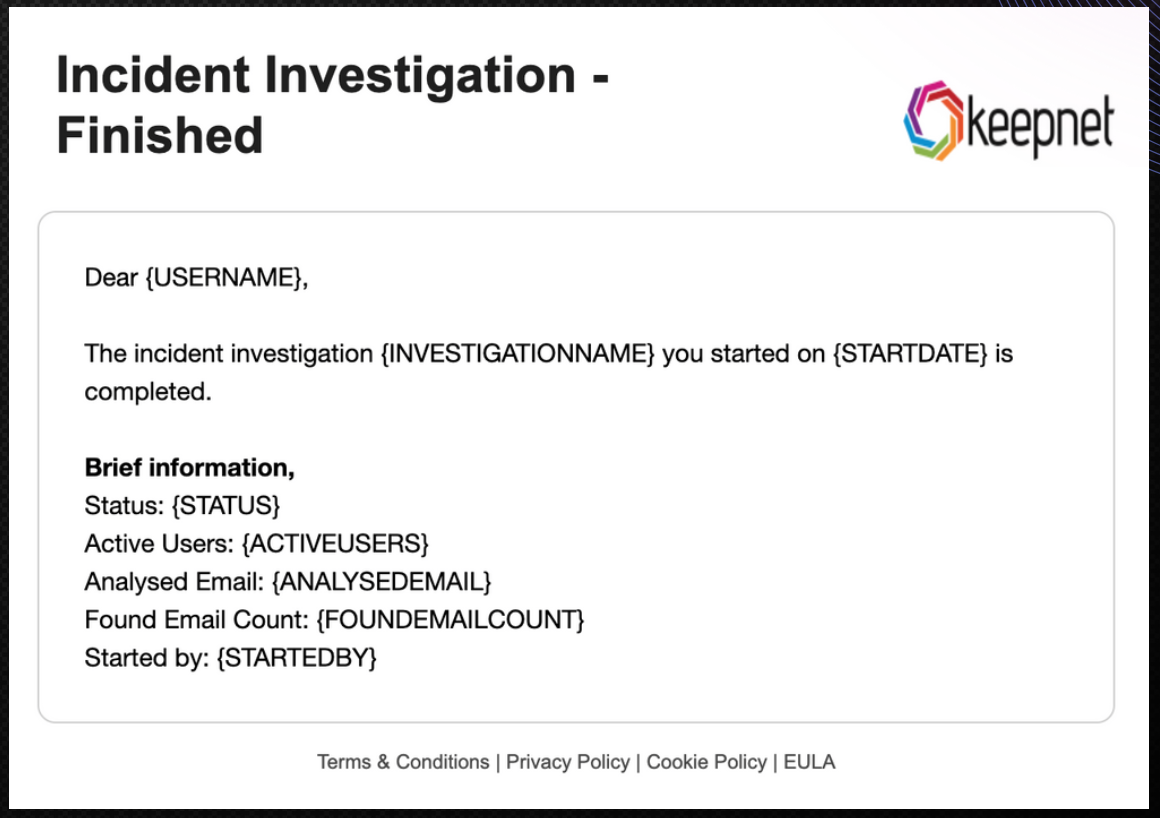 Incident Investigation -
Finished
keepnet
Dear {USERNAME},
The incident investigation {INVESTIGATIONNAME} you started on {STARTDATE} is
completed.
Brief information,
Status: {STATUS}
Active Users: {ACTIVEUSERS}
Analysed Email: {ANALYSEDEMAIL}
Found Email Count: {FOUNDEMAILCOUNT}
Started by: {STARTEDBY}
Terms & Conditions | Privacy Policy | Cookie Policy | EULA